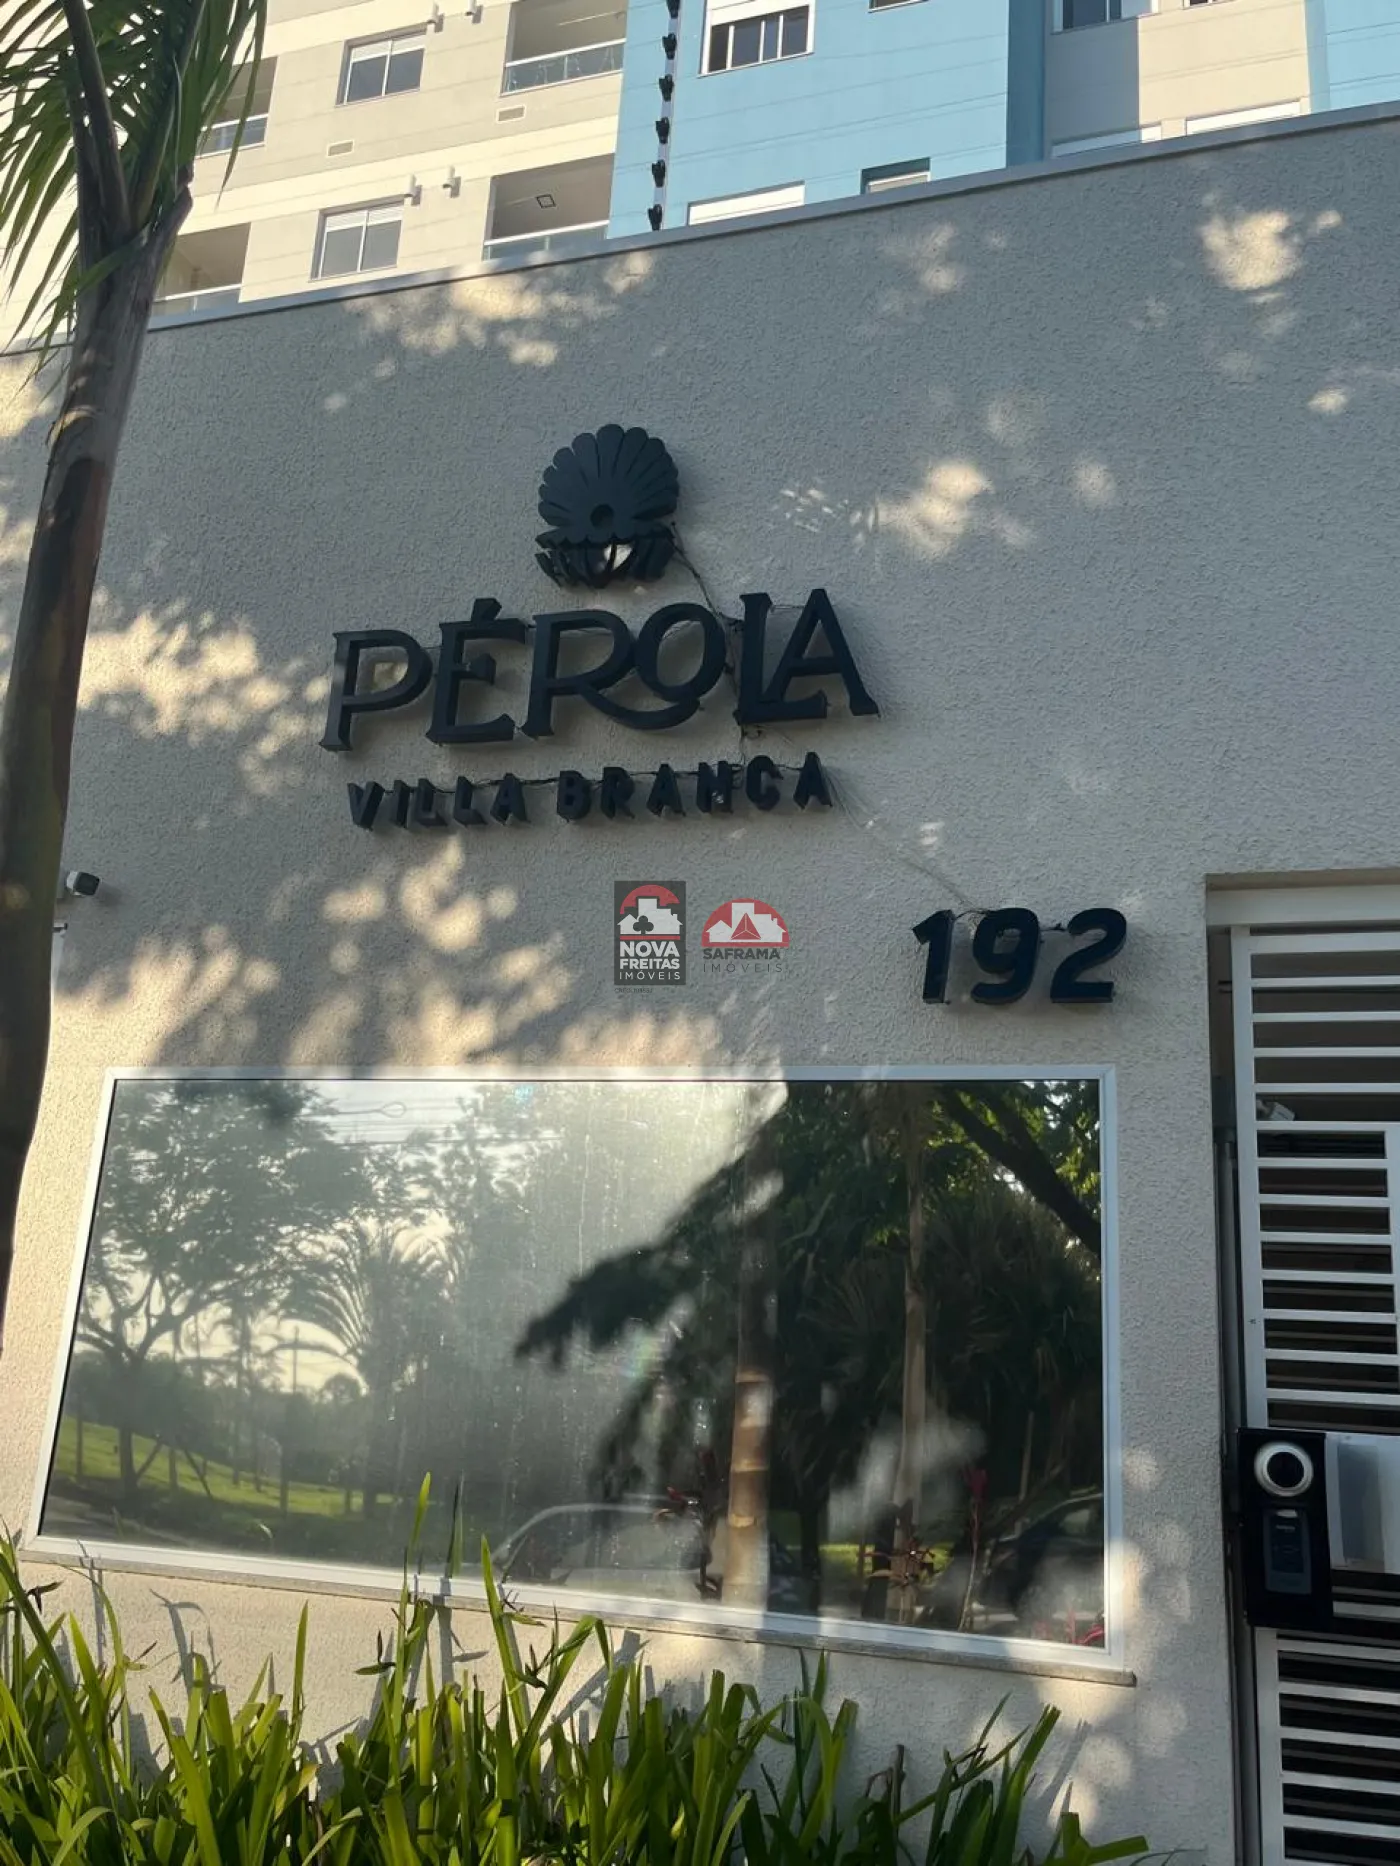 PÉROLA
VILLA BRANCA
192
NOVA
FREITAS
IMÓVEIS
SAFRAMA
IMÓVEIS